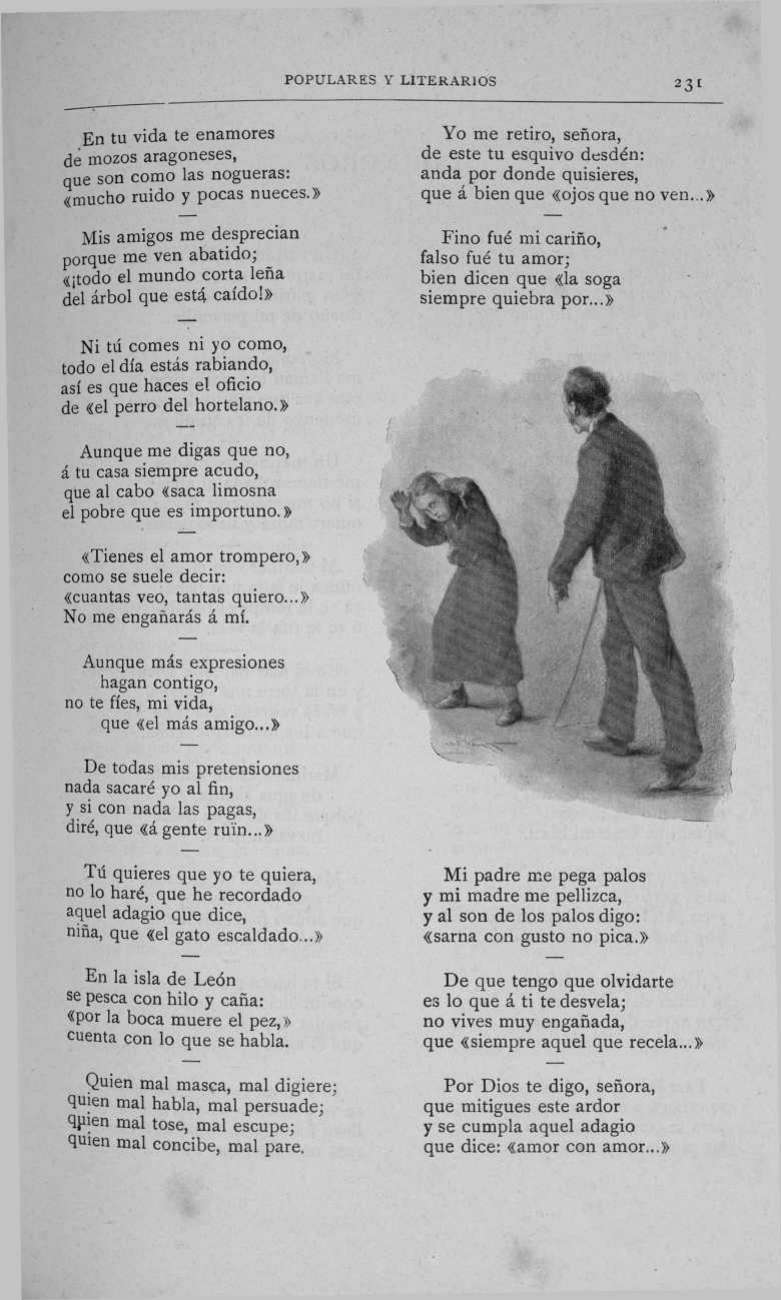 POPULARES Y LITERARIOS 231
En tu vida te enamores
de mozos aragoneses,
que son como las nogueras:
«mucho ruido y pocas nueces.»
Mis amigos me desprecian
porque me ven abatido;
«¡todo el mundo corta leña
del árbol que está caído!»
Ni tú comes ni yo como,
todo el día estás rabiando,
así es que haces el oficio
de «el perro del hortelano.»
Aunque me digas que no,
á tu casa siempre acudo,
que al cabo «saca limosna
el pobre que es importuno.»
«Tienes el amor trompero,»
como se suele decir:
«cuantas veo, tantas quiero...»
No me engañarás á mí.
Aunque más expresiones
hagan contigo,
no te fíes, mi vida,
que «el más amigo...»
De todas mis pretensiones
nada sacaré yo al fin,
y si con nada las pagas,
diré, que «á gente ruïn...»
Tú quieres que yo te quiera,
no lo haré, que he recordado
aquel adagio que dice,
niña, que «el gato escaldado...»
En la isla de León
se pesca con hilo y caña:
«por la boca muere el pez,»
cuenta con lo que se habla.
Quien mal masca, mal digiere;
quien mal habla, mal persuade;
quien mal tose, mal escupe;
quien mal concibe, mal pare.
Yo me retiro, señora,
de este tu esquivo desdén:
anda por donde quisieres,
que á bien que «ojos que no ven...»
Fino fué mi cariño,
falso fué tu amor;
bien dicen que «la soga
siempre quiebra por...»
Mi padre me pega palos
y mi madre me pellizca,
y al son de los palos digo:
«sarna con gusto no pica.»
De que tengo que olvidarte
es lo que á ti te desvela;
no vives muy engañada,
que «siempre aquel que recela...»
Por Dios te digo, señora,
que mitigues este ardor
y se cumpla aquel adagio
que dice: «amor con amor...»